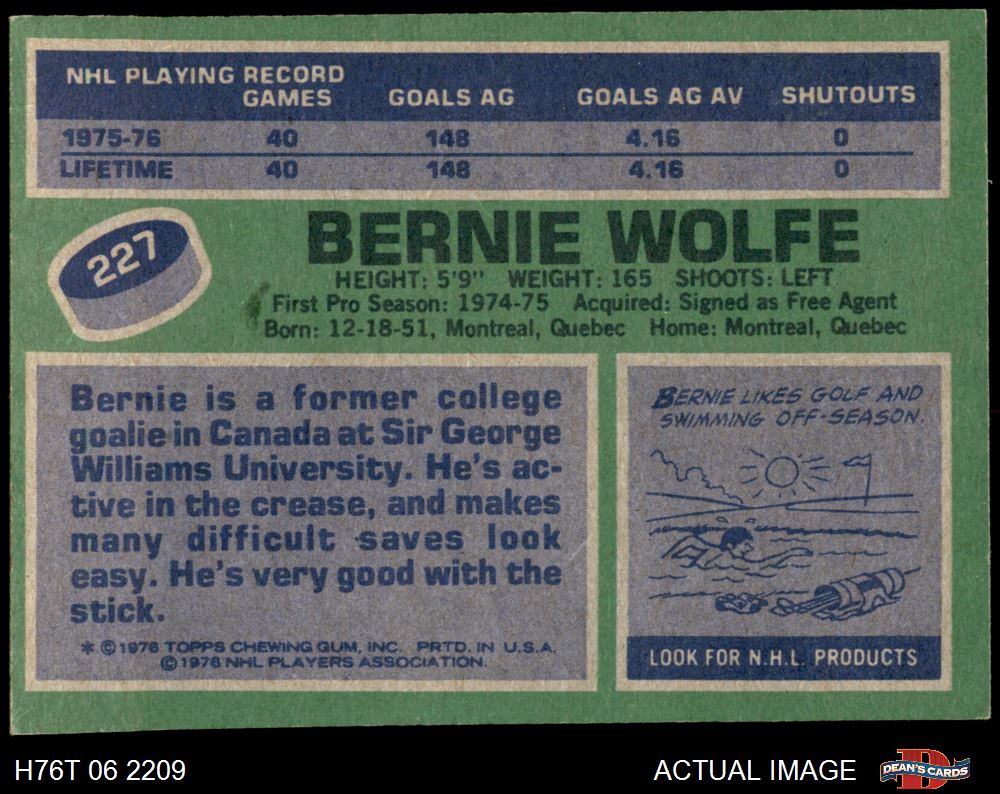 NHL PLAYING RECORD
GAMES GOALS AG GOALS AG AV SHUTOUTS
1975-76 40 148 4.16 0
LIFETIME 40 148 4.16 0
227
BERNIE WOLFE
HEIGHT: 5'9" WEIGHT: 165 SHOOTS: LEFT
First Pro Season: 1974-75 Acquired: Signed as Free Agent
Born: 12-18-51, Montreal, Quebec Home: Montreal, Quebec
Bernie is a former college
goalie in Canada at Sir George
Williams University. He's ac-
tive in the crease, and makes
many difficult saves look
easy. He's very good with the
stick.
* ©1976 TOPPS CHEWING GUM, INC. PRTD. IN U.S.A.
©1976 NHL PLAYERS ASSOCIATION.
BERNIE LIKES GOLF AND
SWIMMING OFF-SEASON.
LOOK FOR N.H.L. PRODUCTS
H76T 06 2209
ACTUAL IMAGE
D
DEAN'S CARDS